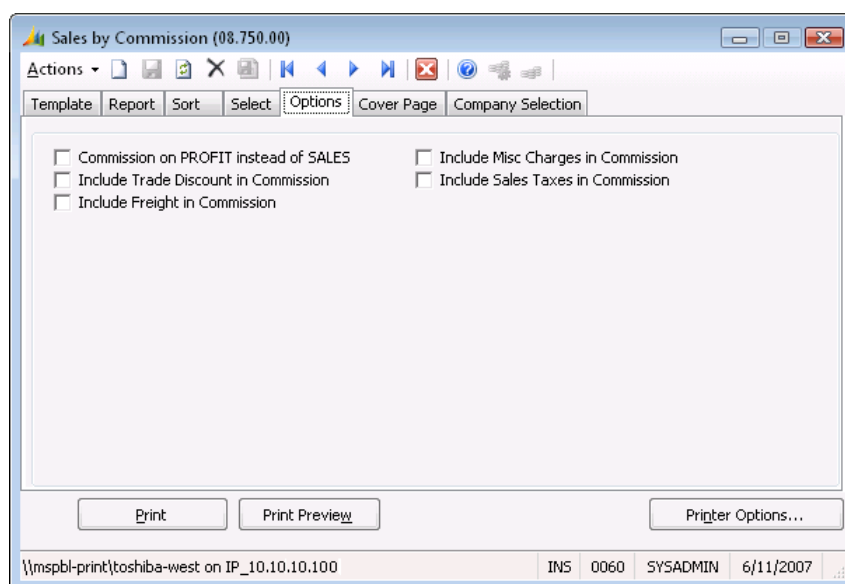 Sales by Commission (08.750.00)
Actions
Template Report Sort Select Options Cover Page Company Selection
Commission on PROFIT instead of SALES Include Misc Charges in Commission
Include Trade Discount in Commission Include Sales Taxes in Commission
Include Freight in Commission
Print Print Preview Printer Options...
\\mspbl-print\toshiba-west on IP_10.10.10.100 INS 0060 SYSADMIN 6/11/2007